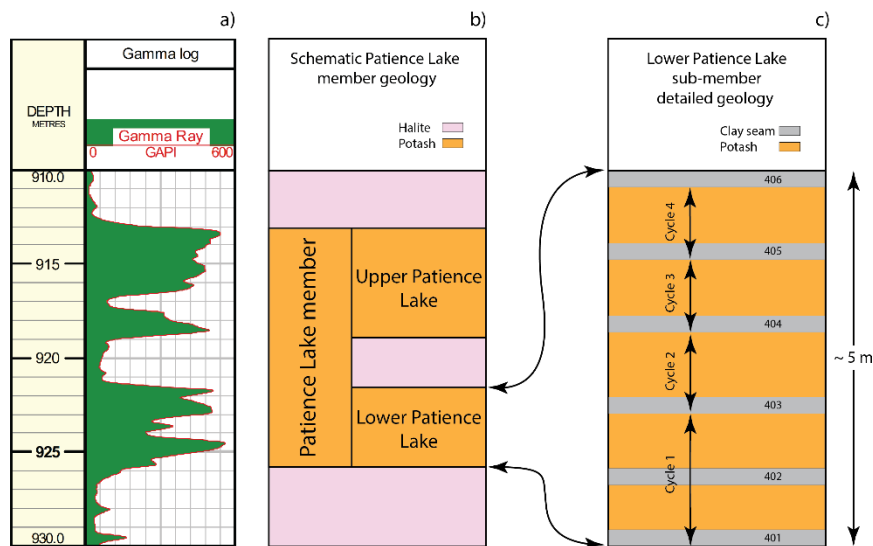 a)
Gamma log
DEPTH
METRES
Gamma Ray
0 GAPI 600
910.0
915
920
925
930.0
b)
Schematic Patience Lake
member geology
Halite
Potash
Patience Lake member
Upper Patience
Lake
Lower Patience
Lake
c)
Lower Patience Lake
sub-member
detailed geology
Clay seam
Potash
406
Cycle 4
405
Cycle 3
404
Cycle 2
403
Cycle 1
402
401
~ 5 m